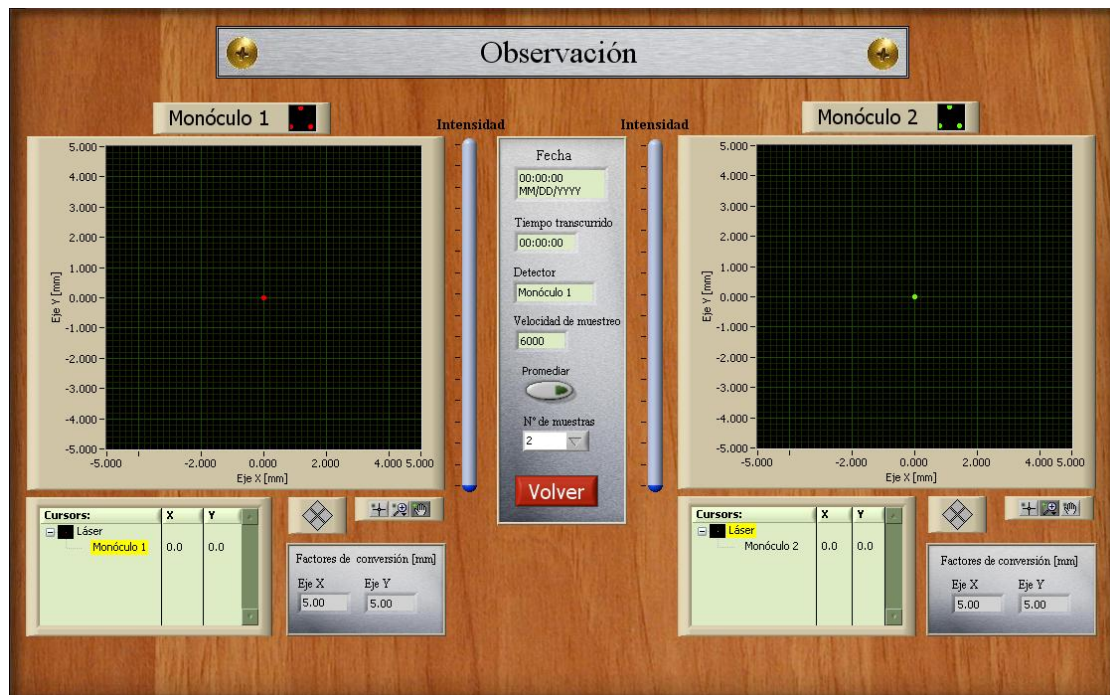 Observación
Monóculo 1
Intensidad
5.000
4.000
3.000
2.000
1.000
0.000
-1.000
-2.000
-3.000
-4.000
-5.000
Eje Y [mm]
-5.000 -2.000 0.000 2.000 4.000 5.000
Eje X [mm]
Cursors: X Y
Láser
Monóculo 1 0.0 0.0
Factores de conversión [mm]
Eje X Eje Y
5.00 5.00
Fecha
00:00:00
MM/DD/YYYY
Tiempo transcurrido
00:00:00
Detector
Monóculo 1
Velocidad de muestreo
6000
Promediar
N° de muestras
2
Volver
Intensidad
Monóculo 2
5.000
4.000
3.000
2.000
1.000
0.000
-1.000
-2.000
-3.000
-4.000
-5.000
Eje Y [mm]
-5.000 -2.000 0.000 2.000 4.000 5.000
Eje X [mm]
Cursors: X Y
Láser
Monóculo 2 0.0 0.0
Factores de conversión [mm]
Eje X Eje Y
5.00 5.00